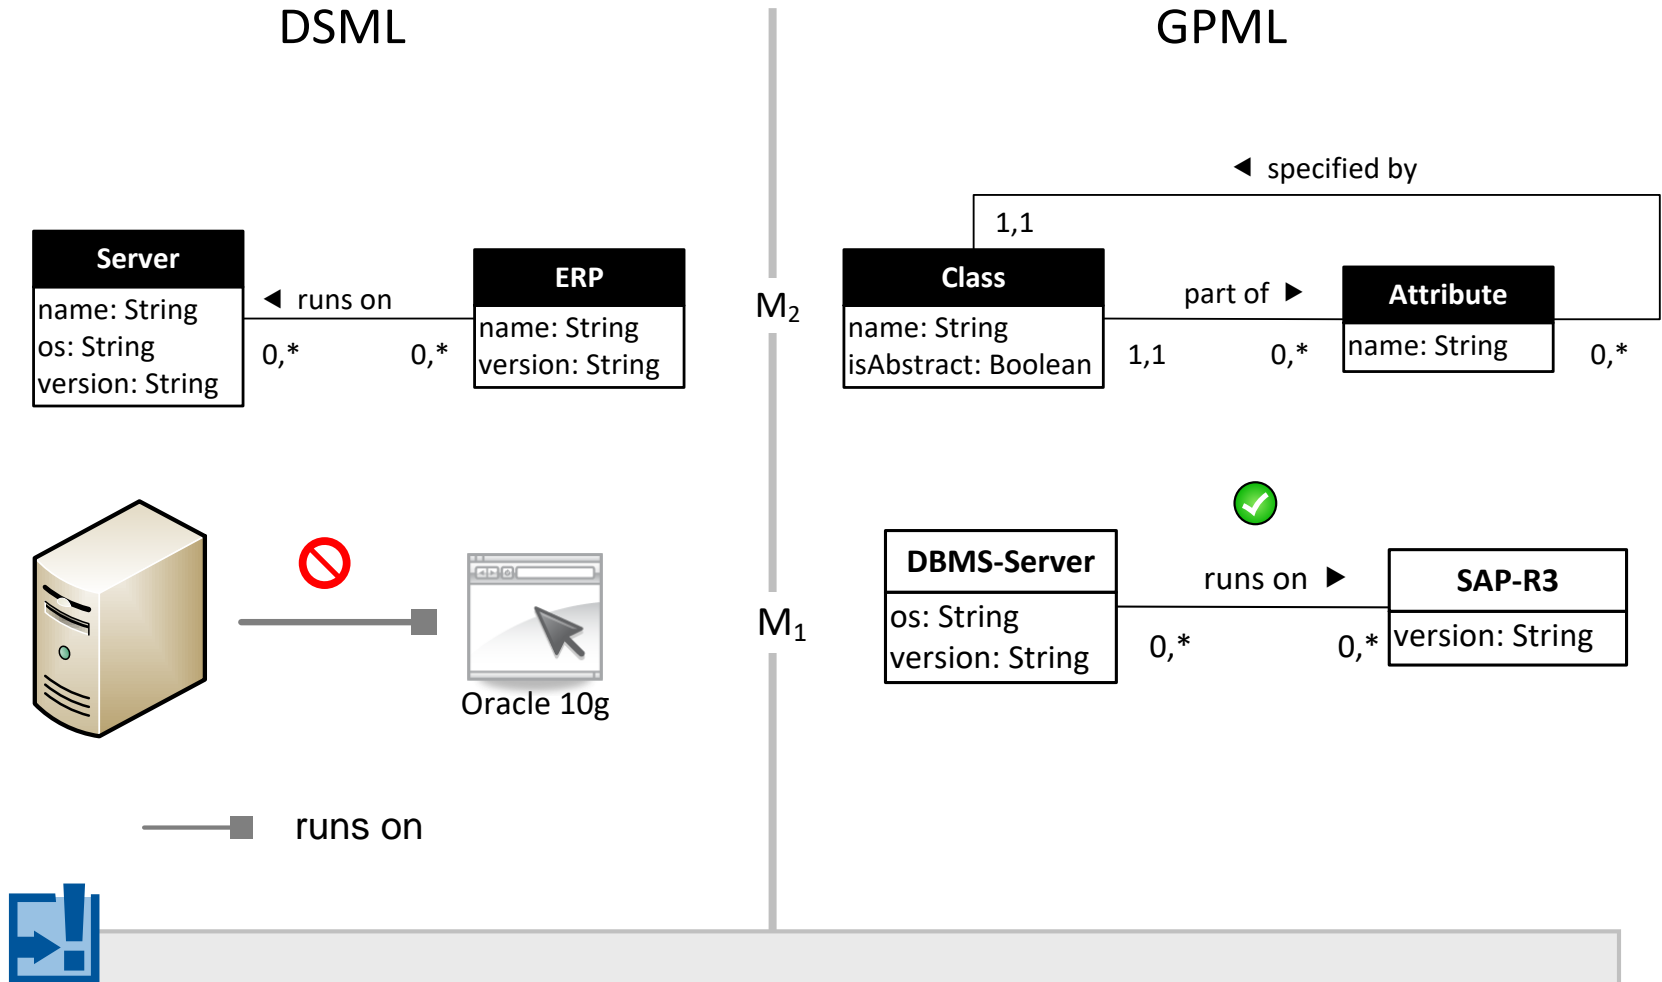 DSML
GPML
◄ specified by
1,1
Server
name: String
os: String
version: String
◄ runs on
0,*
0,*
ERP
name: String
version: String
M₂
Class
name: String
isAbstract: Boolean
part of ►
1,1
0,*
Attribute
name: String
0,*
Oracle 10g
M₁
DBMS-Server
os: String
version: String
runs on ►
0,*
0,*
SAP-R3
version: String
runs on